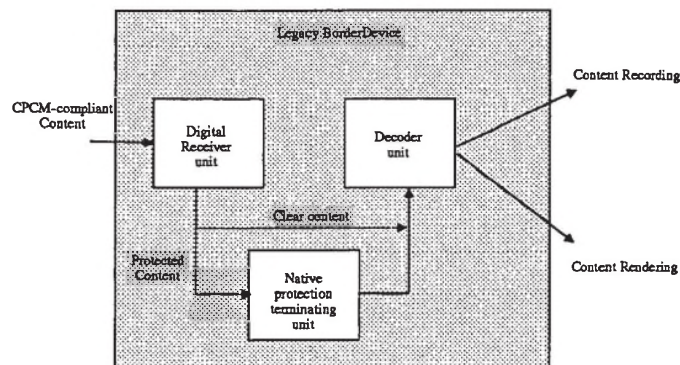 Legacy BorderDevice
Content Recording
CPCM-compliant
Content
Digital
Receiver
unit
Decoder
unit
Clear content
Protected
Content
Native
protection
terminating
unit
Content Rendering